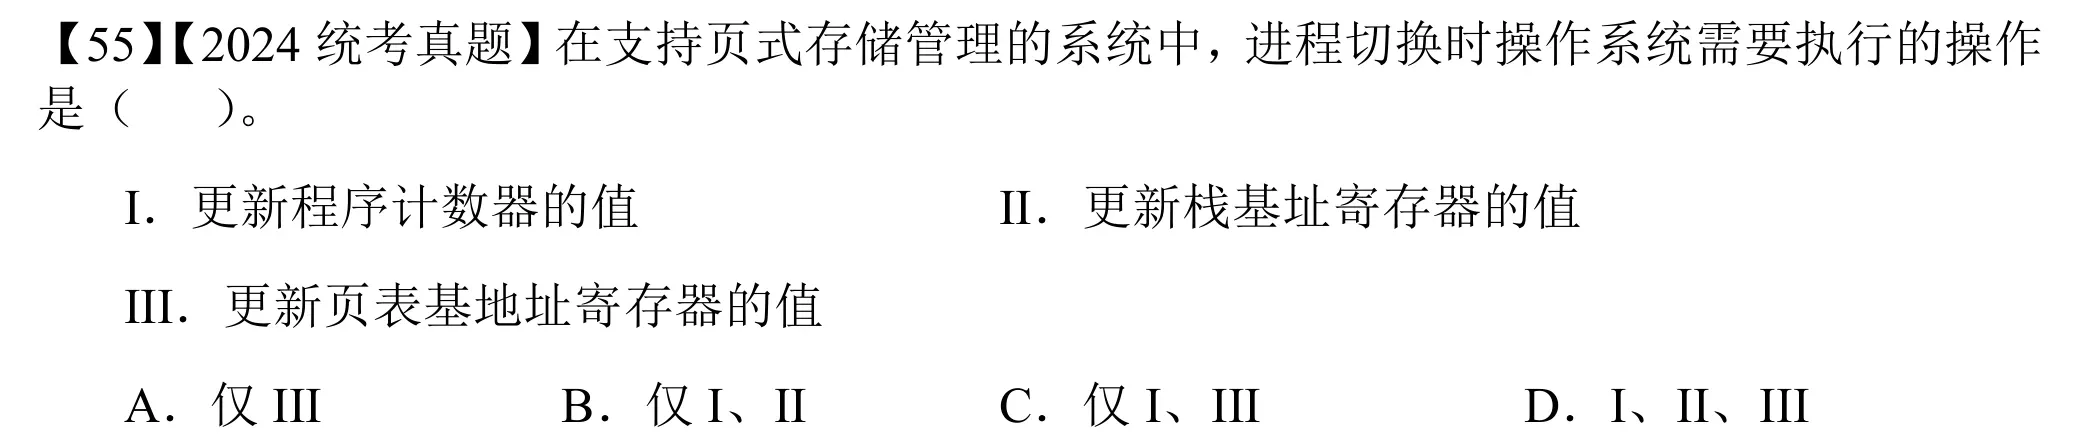 【55】【2024 统考真题】在支持页式存储管理的系统中，进程切换时操作系统需要执行的操作
是（　　）。
I．更新程序计数器的值　　II．更新栈基址寄存器的值
III．更新页表基地址寄存器的值
A．仅 III　　B．仅 I、II　　C．仅 I、III　　D．I、II、III